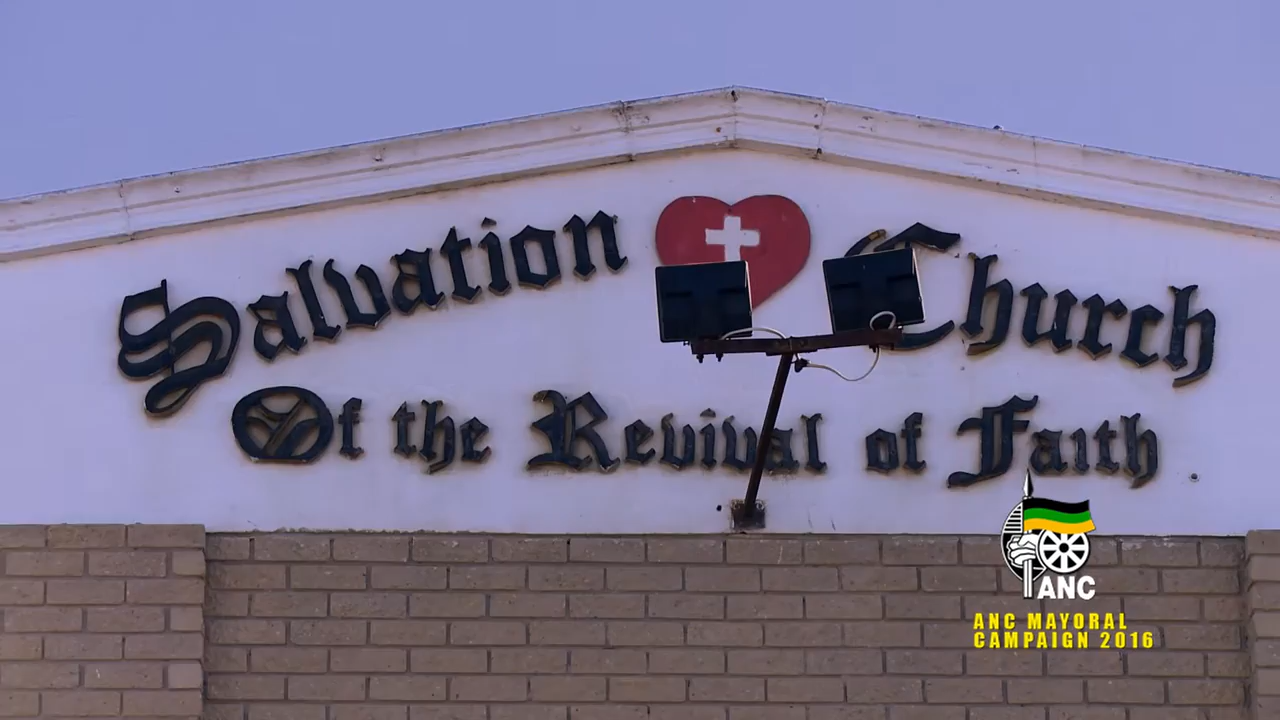 Salvation Church
Of the Revival of Faith
ANC
ANC MAYORAL
CAMPAIGN 2016